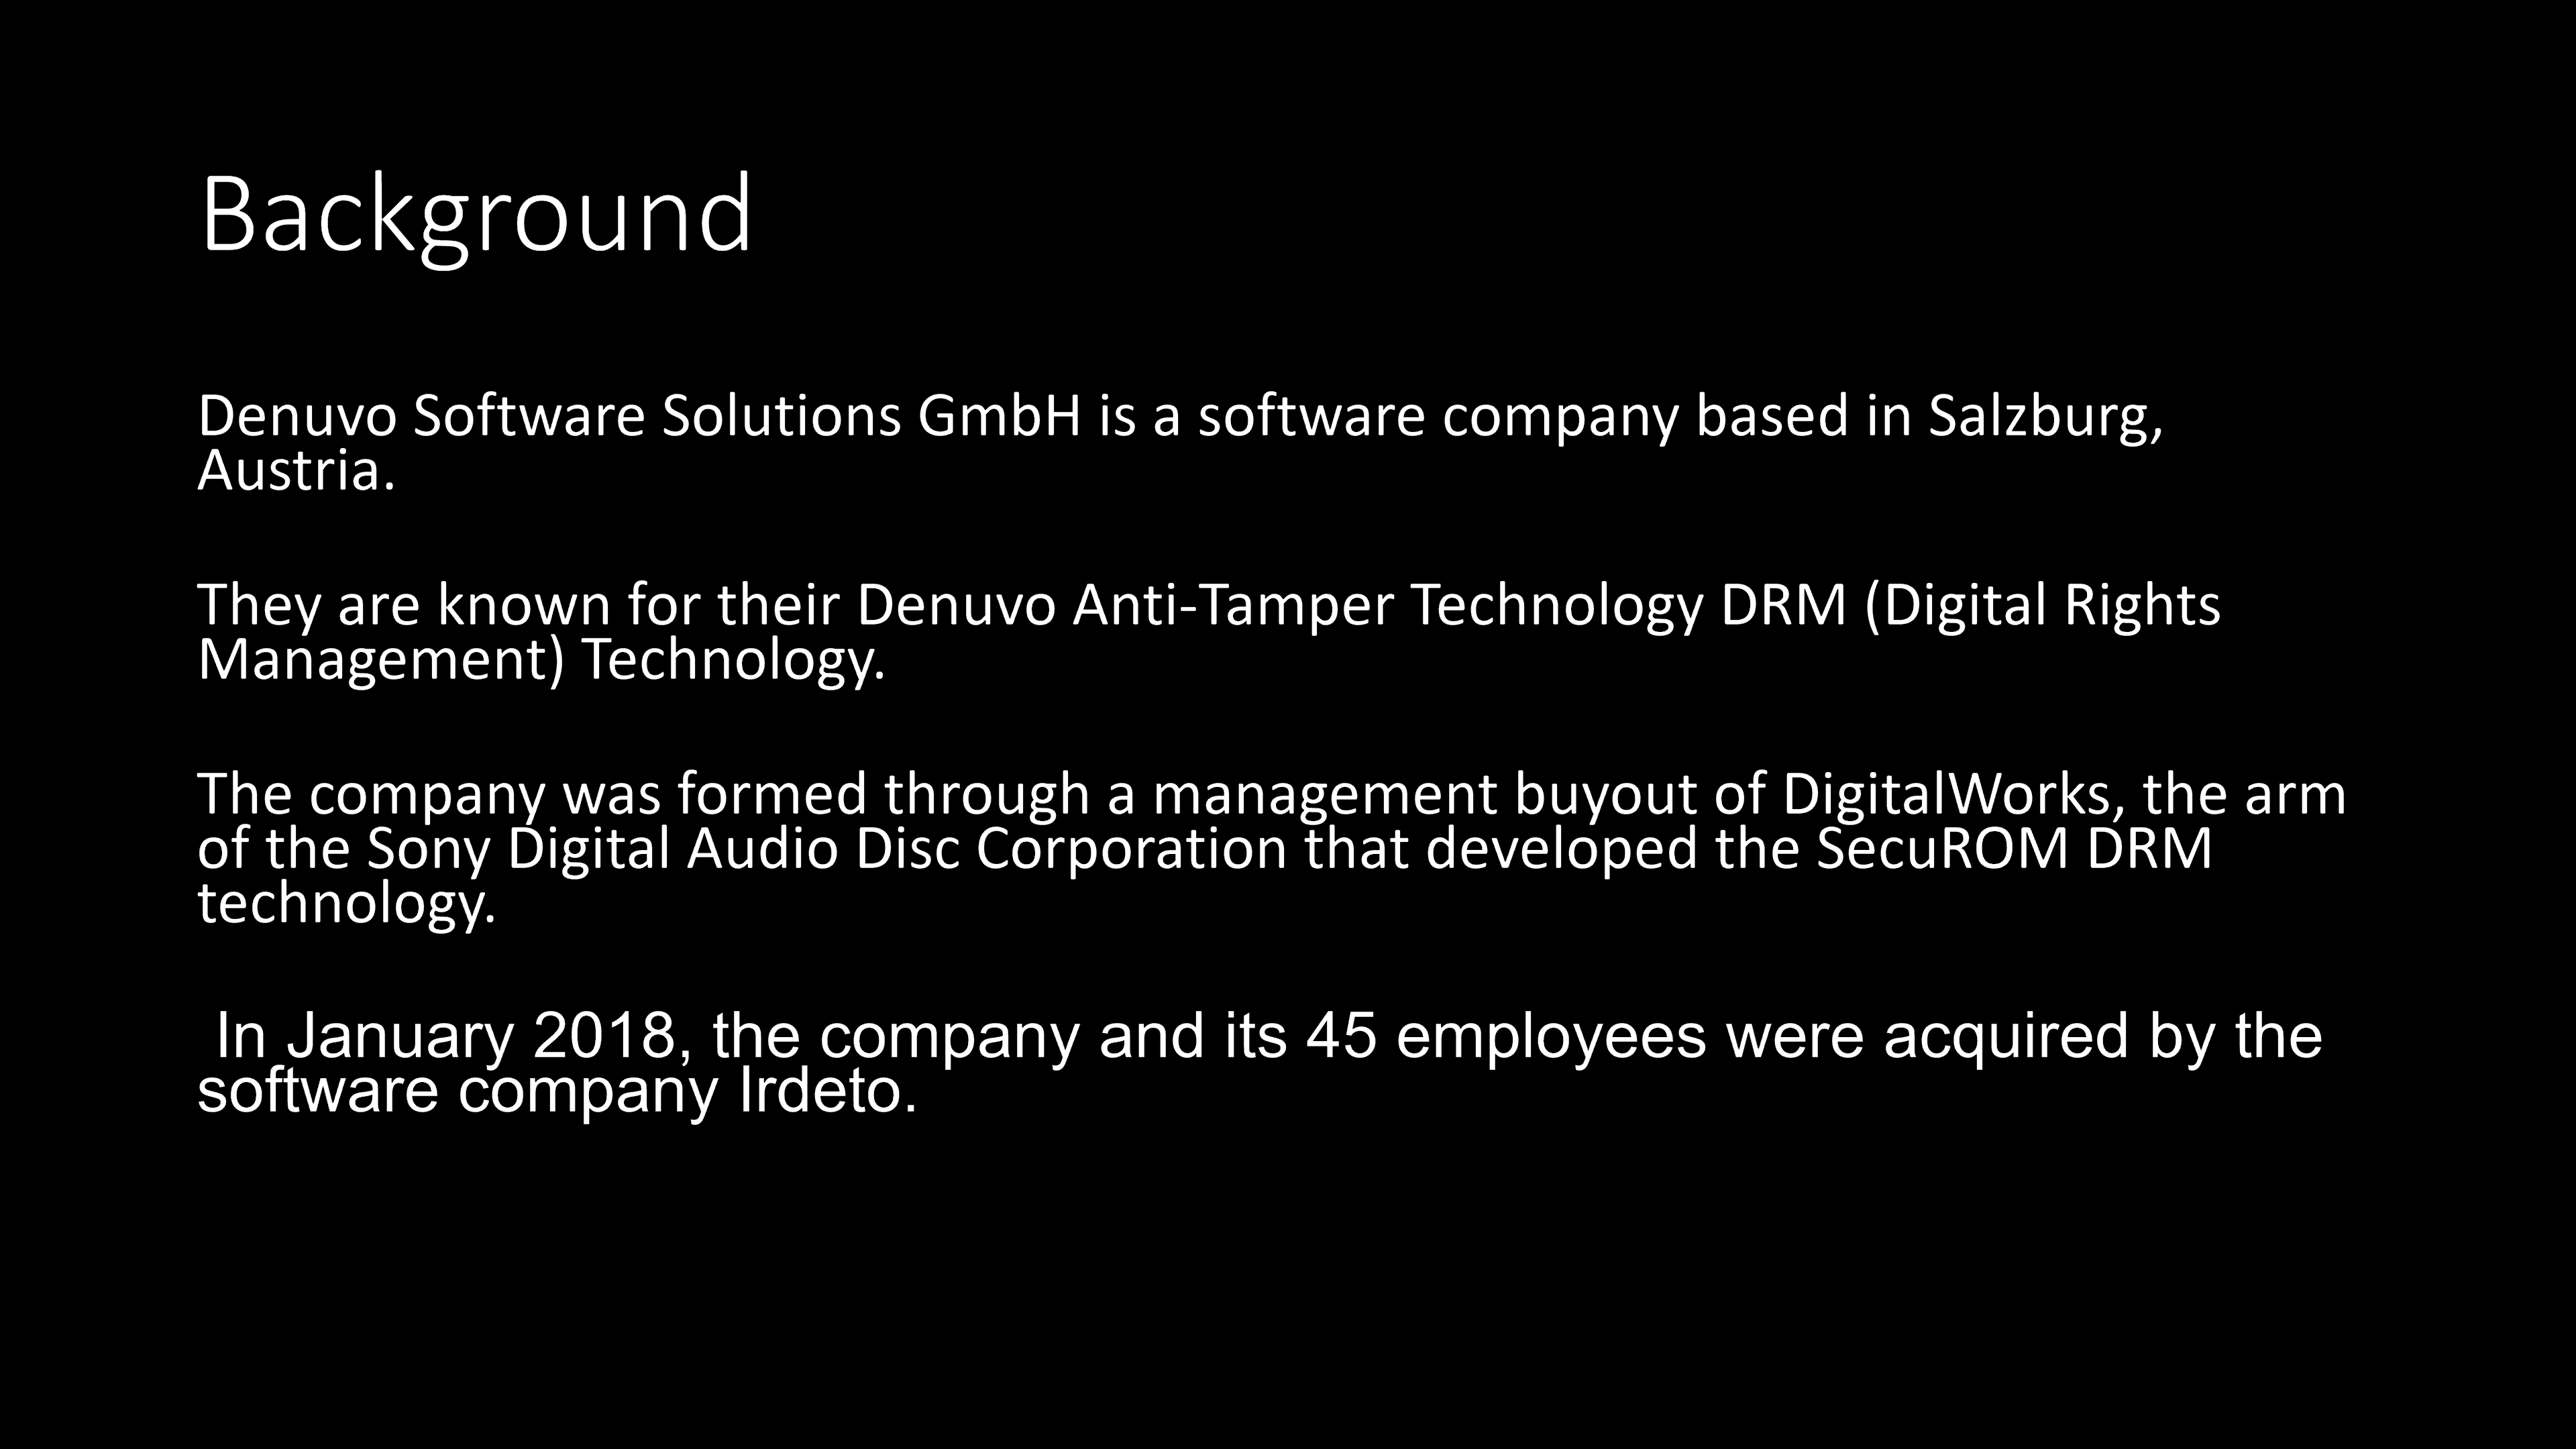 Background
Denuvo Software Solutions GmbH is a software company based in Salzburg,
Austria.
They are known for their Denuvo Anti-Tamper Technology DRM (Digital Rights
Management) Technology.
The company was formed through a management buyout of DigitalWorks, the arm
of the Sony Digital Audio Disc Corporation that developed the SecuROM DRM
technology.
In January 2018, the company and its 45 employees were acquired by the
software company Irdeto.